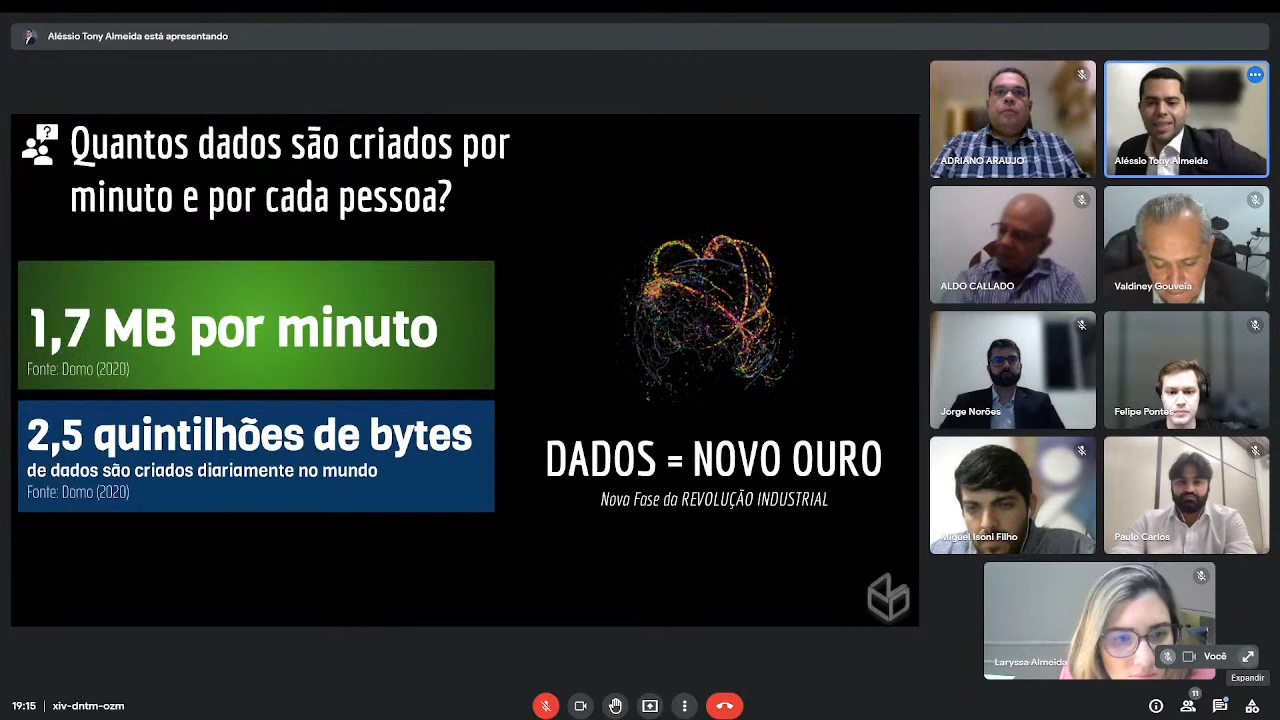 Aléssio Tony Almeida está apresentando
?
Quantos dados são criados por
minuto e por cada pessoa?
1,7 MB por minuto
Fonte: Domo (2020)
2,5 quintilhões de bytes
de dados são criados diariamente no mundo
Fonte: Domo (2020)
DADOS = NOVO OURO
Nova Fase da REVOLUÇÃO INDUSTRIAL
ADRIANO ARAUJO
Aléssio Tony Almeida
ALDO CALLADO
Valdiney Gouveia
Jorge Norões
Felipe Pontes
Miguel Isoni Filho
Paulo Carlos
Laryssa Almeida
Você
Expandir
19:15 | xiv-dntm-ozm
11